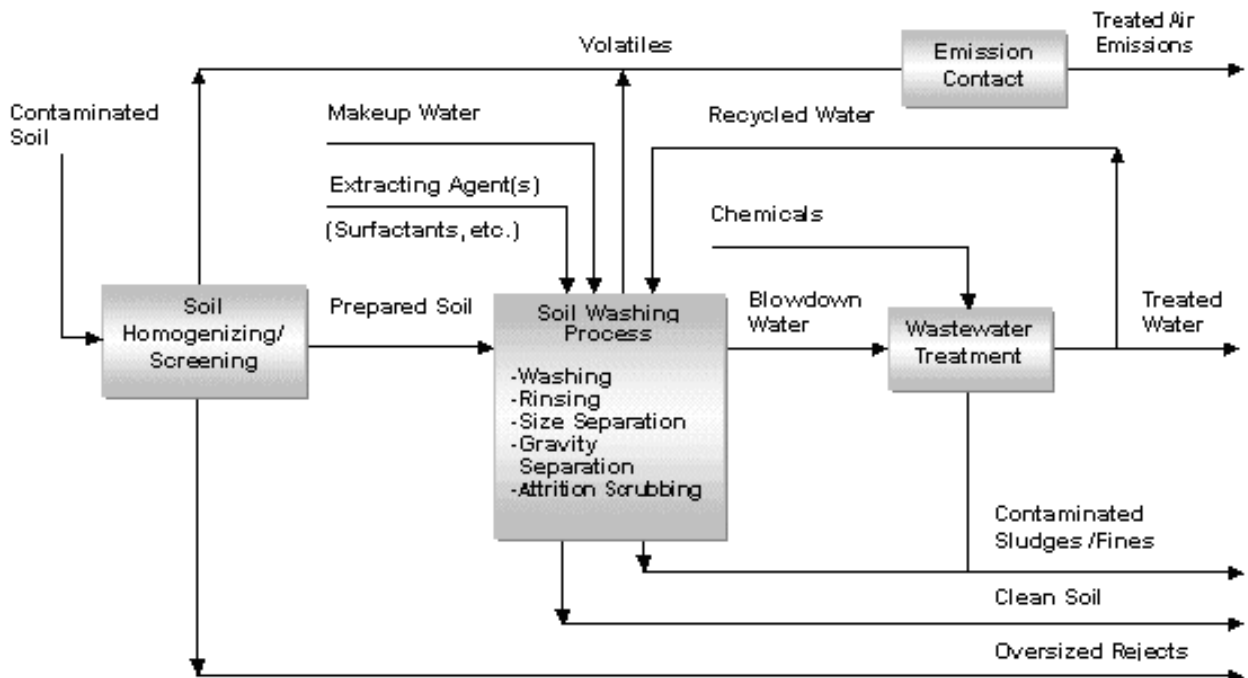 Treated Air
Emissions
Volatiles
Emission
Contact
Contaminated
Soil
Makeup Water
Recycled Water
Extracting Agent(s)
(Surfactants, etc.)
Chemicals
Soil
Homogenizing/
Screening
Prepared Soil
Soil Washing
Process
-Washing
-Rinsing
-Size Separation
-Gravity
Separation
-Attrition Scrubbing
Blowdown
Water
Wastewater
Treatment
Treated
Water
Contaminated
Sludges /Fines
Clean Soil
Oversized Rejects